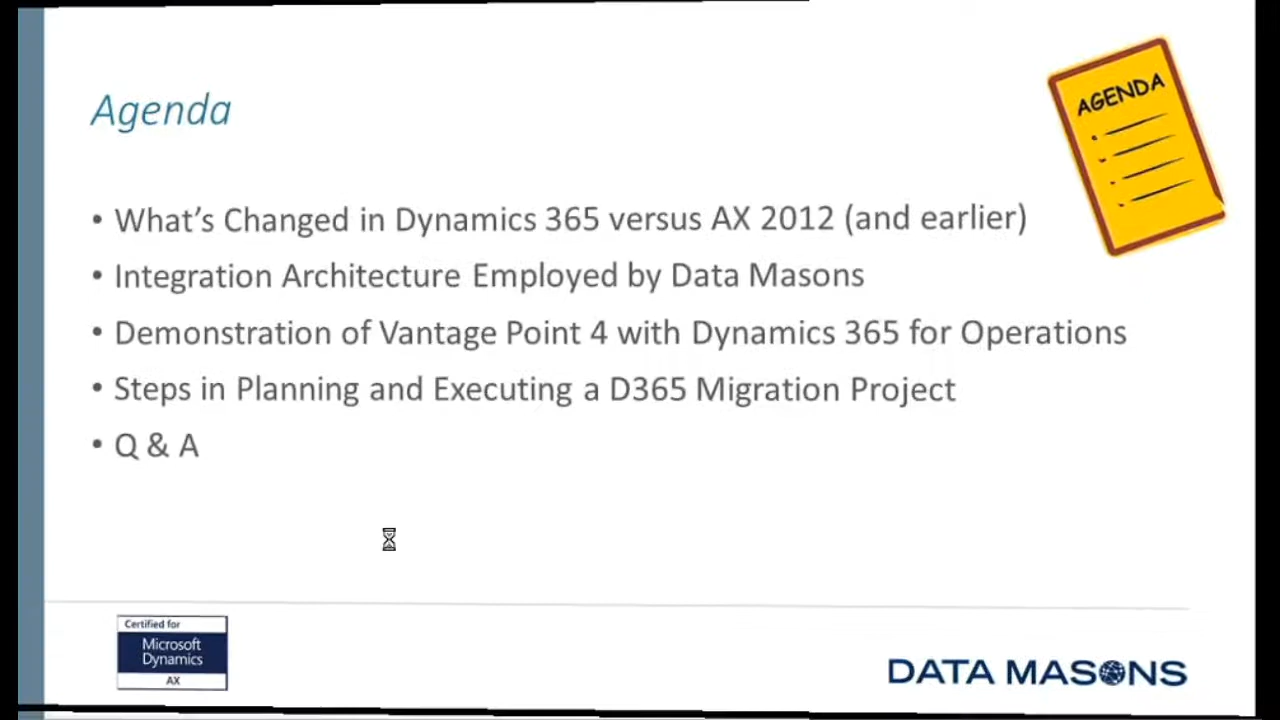 Agenda
AGENDA
• What's Changed in Dynamics 365 versus AX 2012 (and earlier)
• Integration Architecture Employed by Data Masons
• Demonstration of Vantage Point 4 with Dynamics 365 for Operations
• Steps in Planning and Executing a D365 Migration Project
• Q & A
Certified for
Microsoft
Dynamics
AX
DATA MASONS